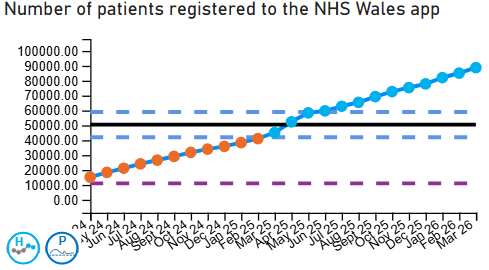 Number of patients registered to the NHS Wales app
100000.00
90000.00
80000.00
70000.00
60000.00
50000.00
40000.00
30000.00
20000.00
10000.00
0.00
24
y 24
Jun 24
Jul 24
Aug 24
Sept 24
Oct 24
Nov 24
Dec 24
Jan 25
Feb 25
Mar 25
Apr 25
May 25
Jun 25
Jul 25
Aug 25
Sept 25
Oct 25
Nov 25
Dec 25
Jan 26
Feb 26
Mar 26
H
P